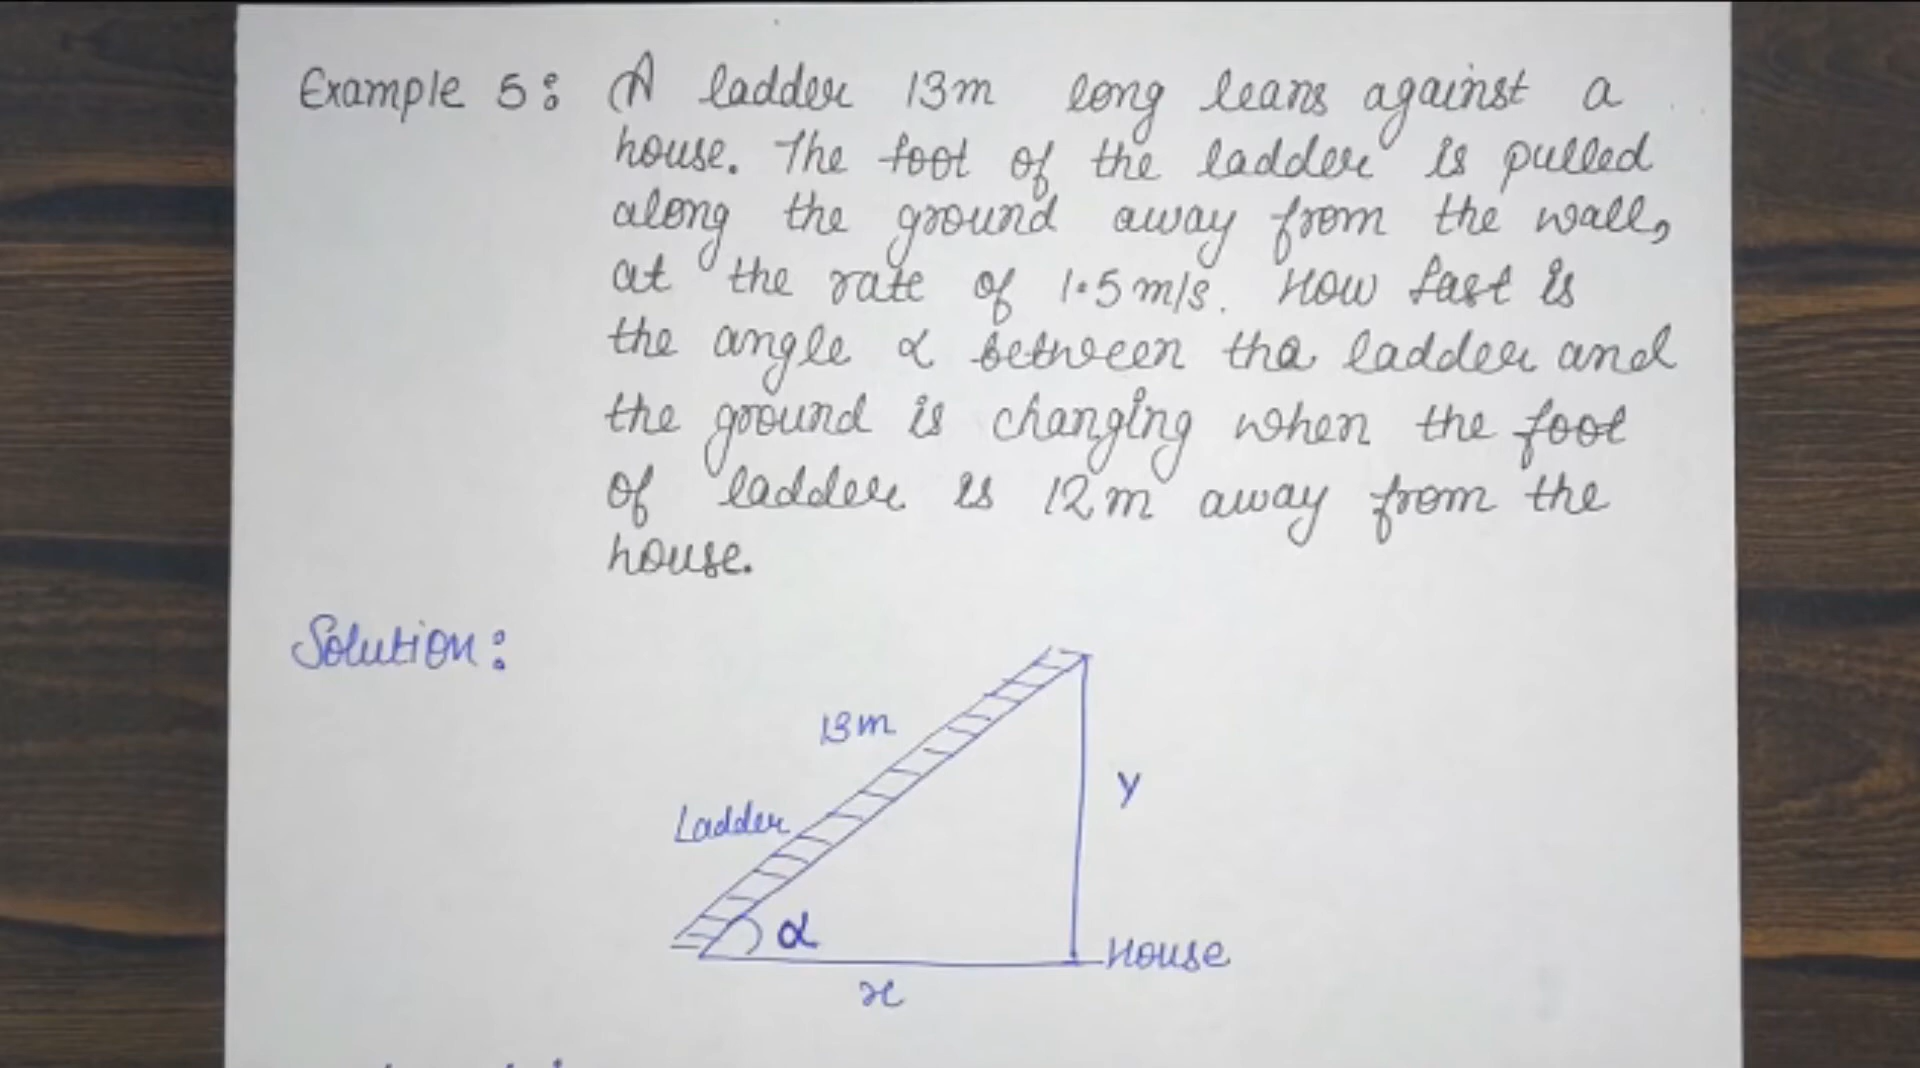 Example 5: A ladder 13m long leans against a
house. The foot of the ladder is pulled
along the ground away from the wall,
at the rate of 1.5 m/s. How fast is
the angle α between the ladder and
the ground is changing when the foot
of ladder is 12m away from the
house.
Solution:
13m
y
Ladder
α
House
x